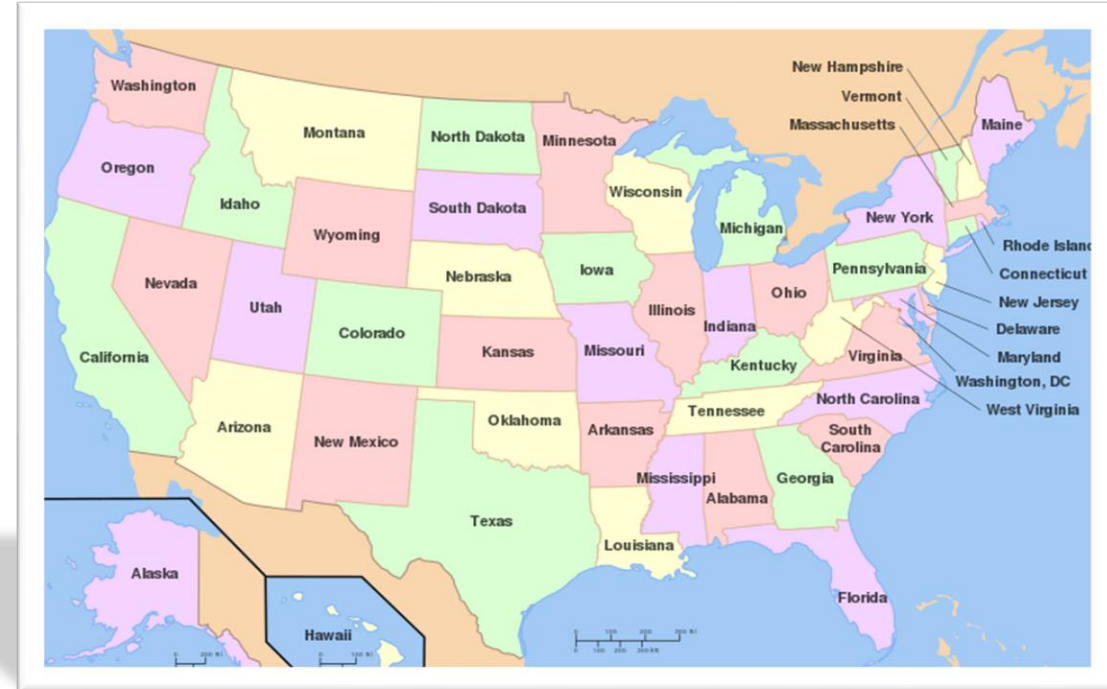 New Hampshire
Vermont
Massachusetts
Washington
Montana
North Dakota
Minnesota
Maine
Oregon
Idaho
Wisconsin
South Dakota
Michigan
New York
Wyoming
Rhode Islanc
Iowa
Pennsylvania
Connecticut
Nebraska
Nevada
Ohio
New Jersey
Utah
Illinois
Indiana
Delaware
Colorado
Kansas
Missouri
California
Kentucky
Virginia
Maryland
Washington, DC
North Carolina
West Virginia
Tennessee
Oklahoma
Arizona
Arkansas
South
Carolina
New Mexico
Mississippi
Georgia
Alabama
Texas
Louisiana
Alaska
Florida
Hawaii